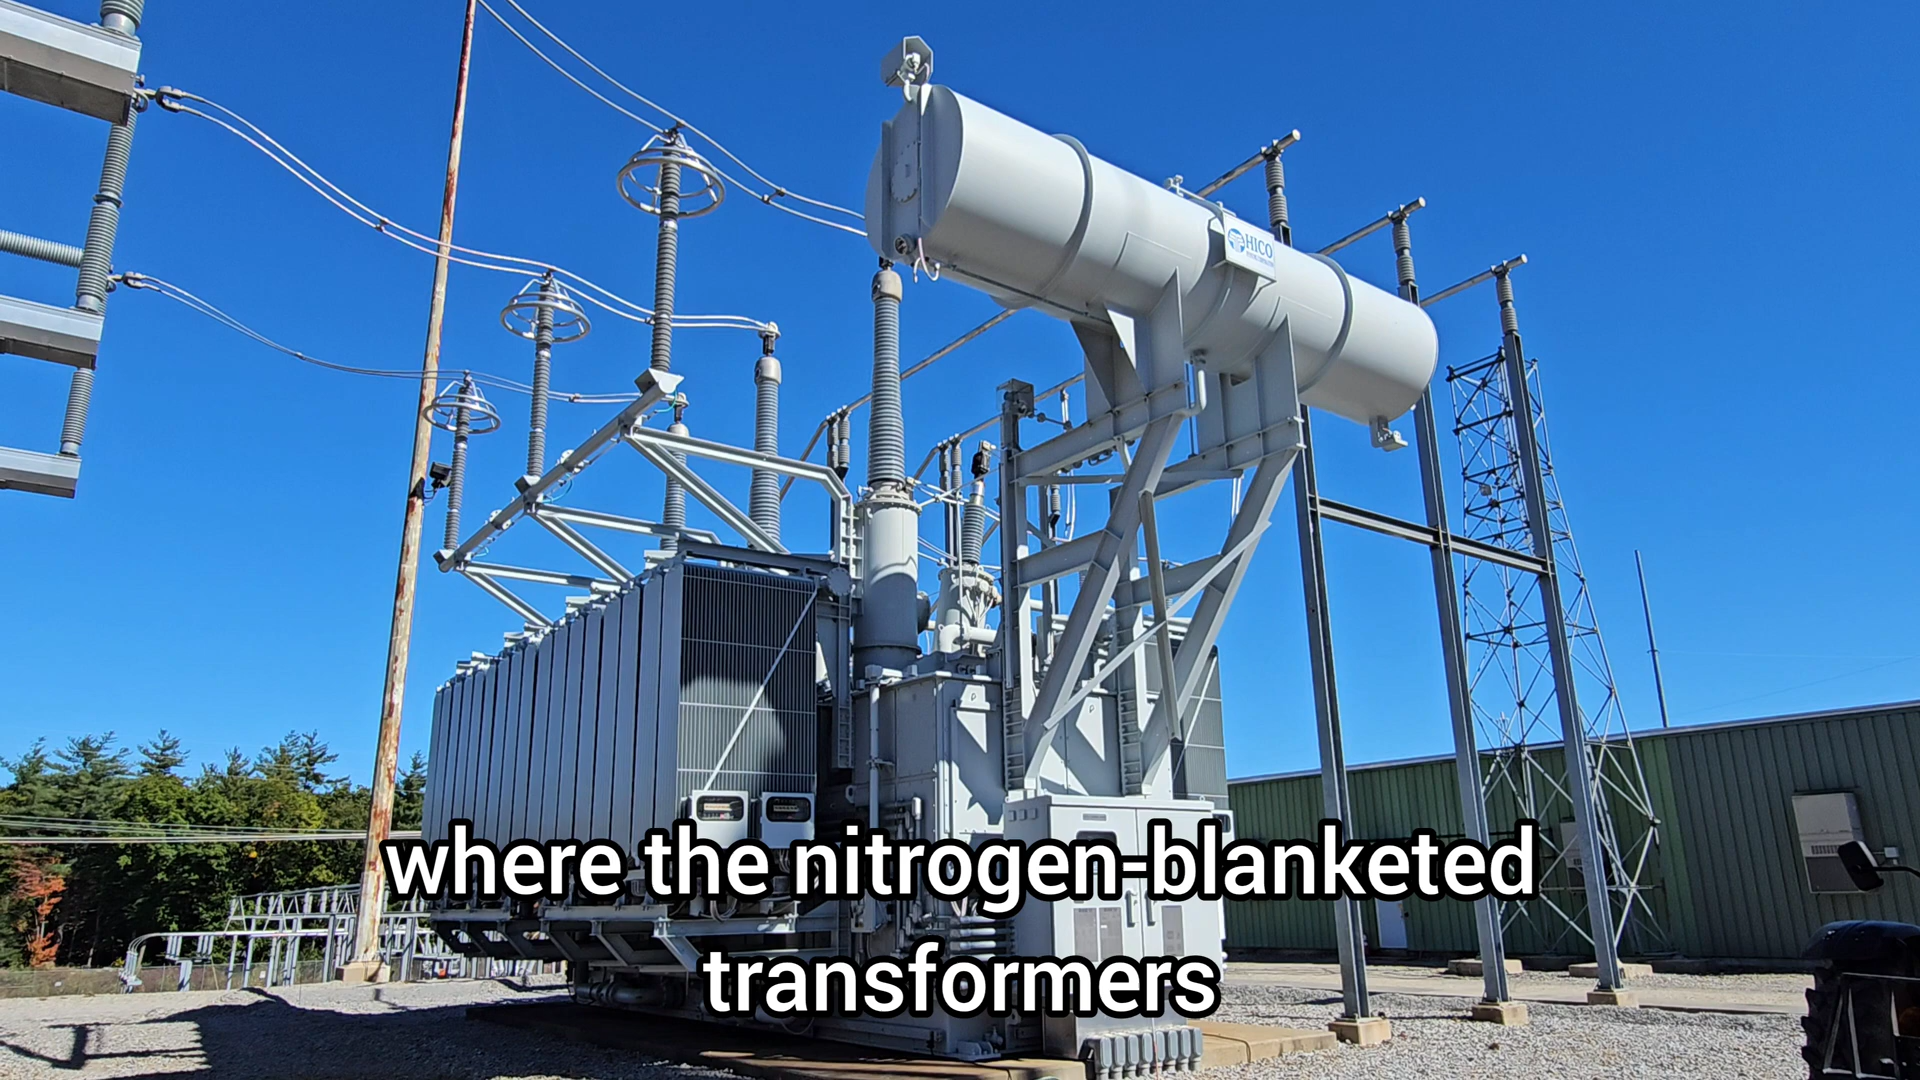 HICO
where the nitrogen-blanketed
transformers